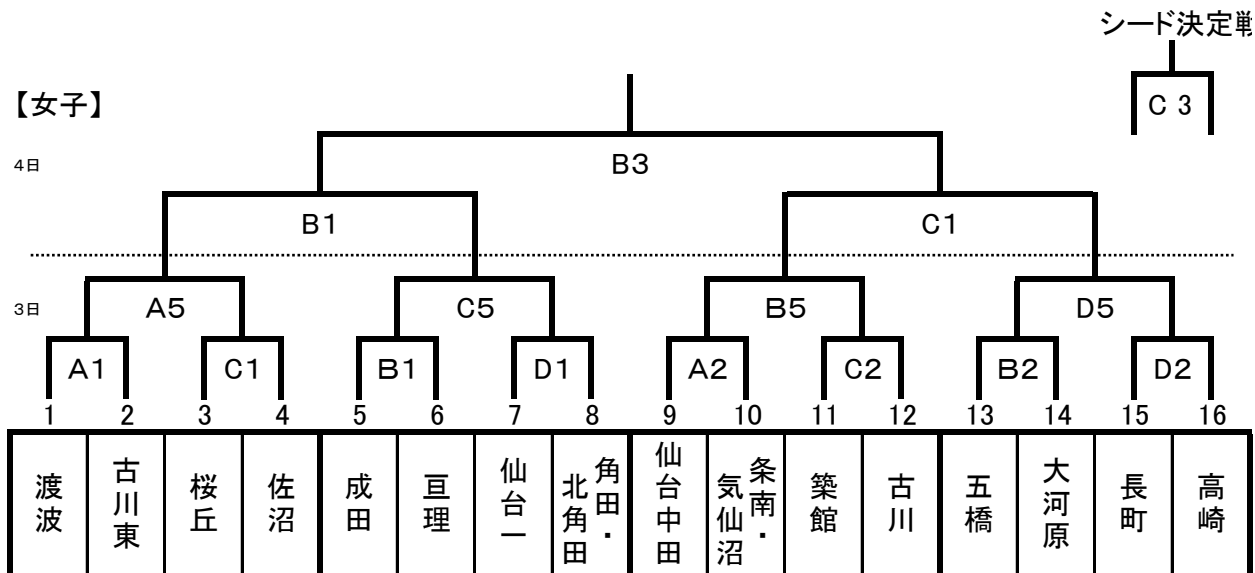 シード決定戦
【女子】
C 3
4日
B3
B1
C1
3日
A5
C5
B5
D5
A1
C1
B1
D1
A2
C2
B2
D2
1 2 3 4 5 6 7 8 9 10 11 12 13 14 15 16
渡波
古川東
桜丘
佐沼
成田
亘理
仙台一
角田・
北角田
仙台中田
条南・
気仙沼
築館
古川
五橋
大河原
長町
高崎